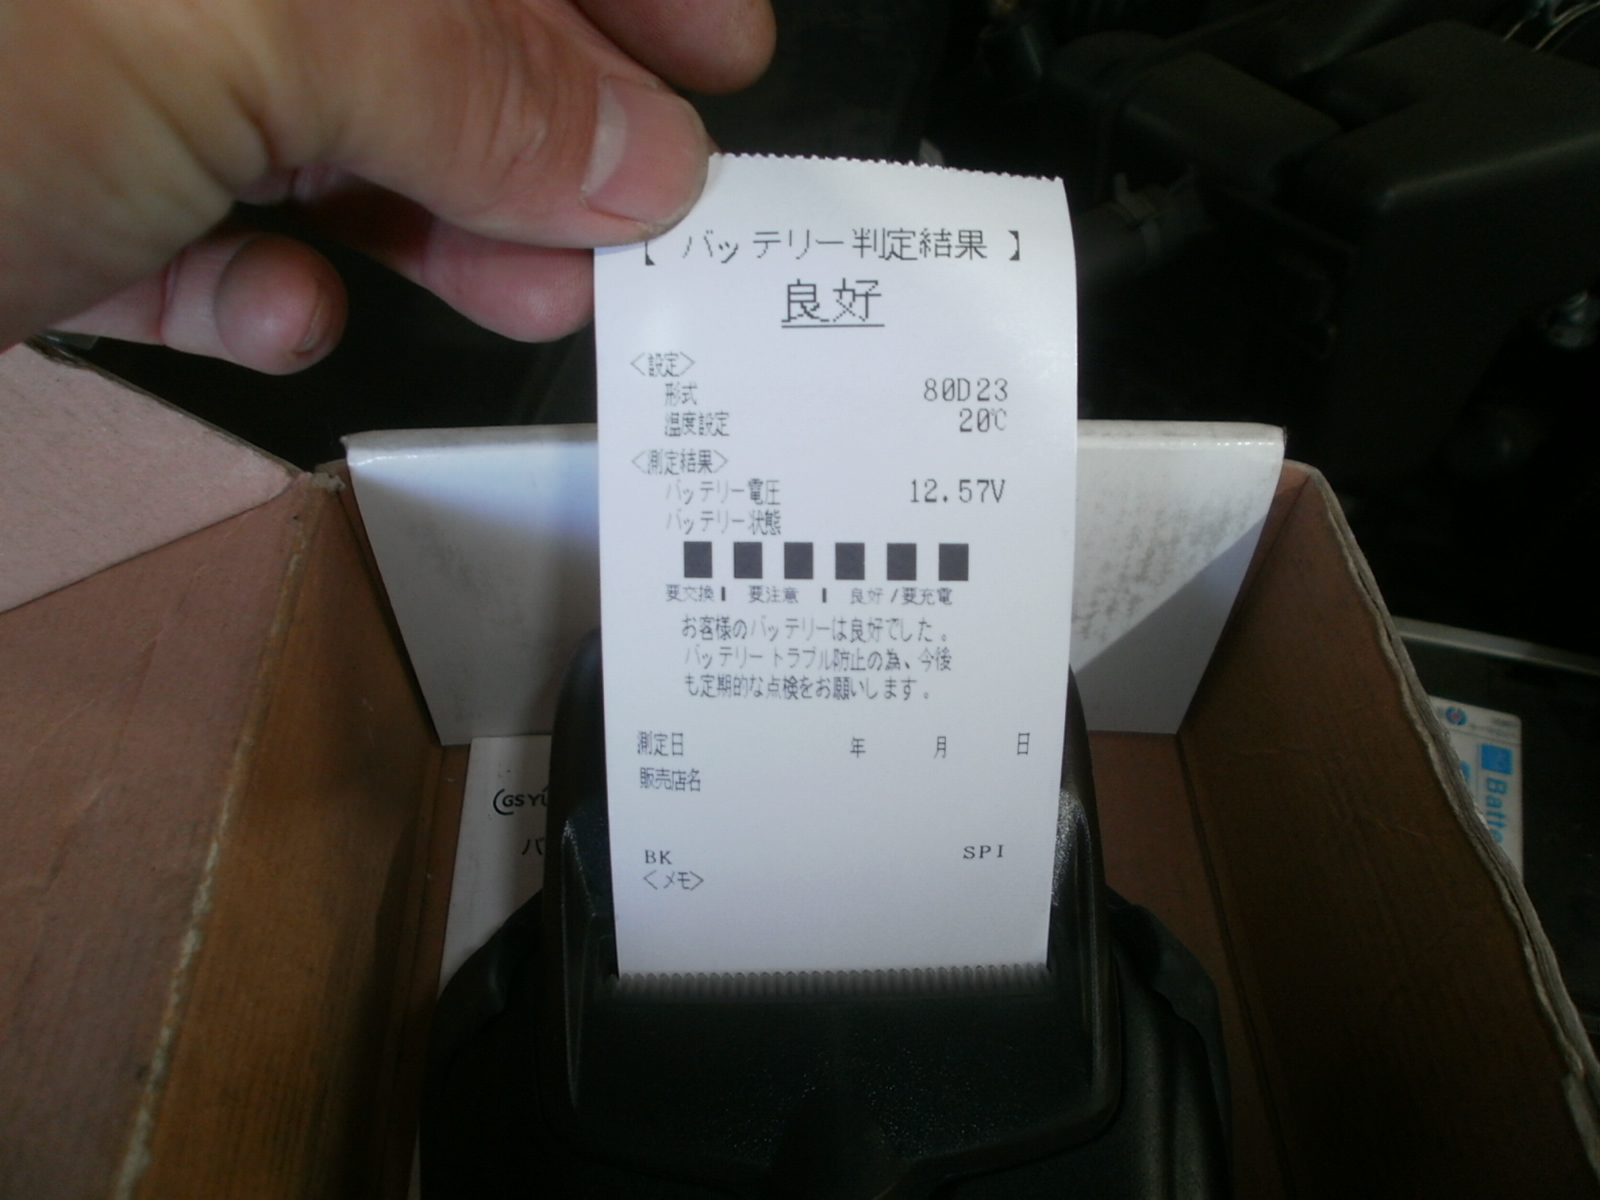 【 バッテリー判定結果 】
良好
<設定>
形式 80D23
温度設定 20℃
<測定結果>
バッテリー電圧 12.57V
バッテリー状態
■ ■ ■ ■ ■ ■
要交換 | 要注意 | 良好/要充電
お客様のバッテリーは良好でした。
バッテリートラブル防止の為、今後
も定期的な点検をお願いします。
測定日 年 月 日
販売店名
BK SPI
<メモ>
GS YU
バ
Batte